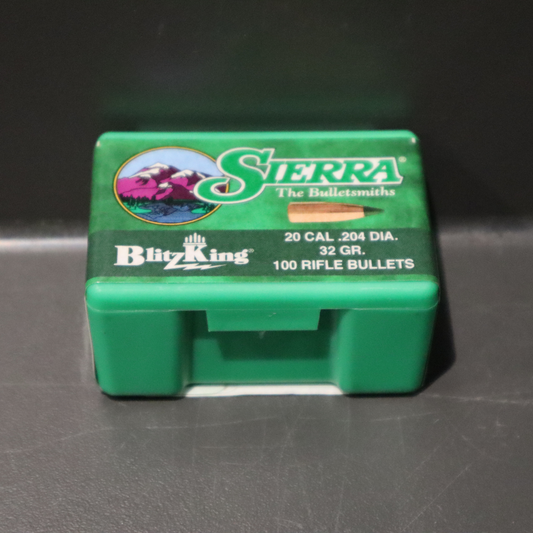 SIERRA®
The Bulletsmiths
BlitzKing®
20 CAL .204 DIA.
32 GR.
100 RIFLE BULLETS